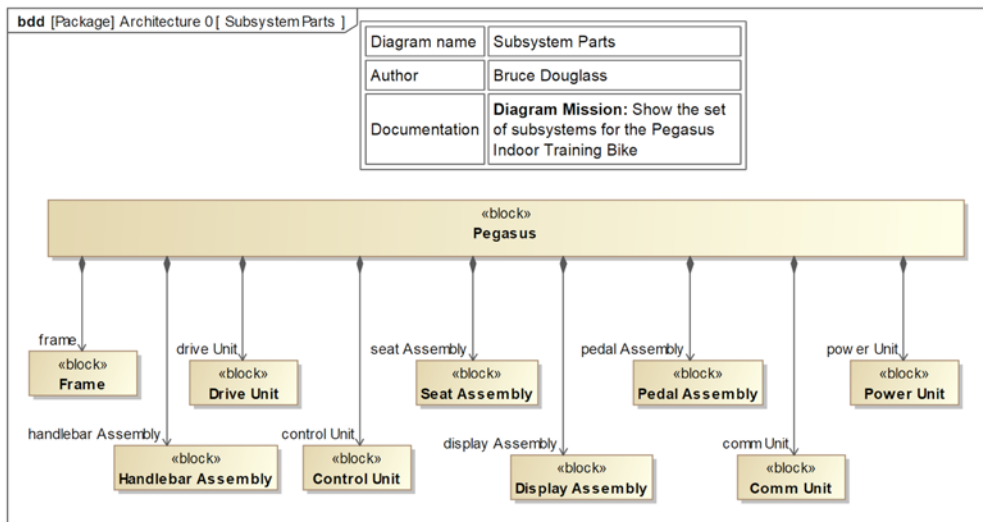 bdd [Package] Architecture 0 [ Subsystem Parts ]
Diagram name
Subsystem Parts
Author
Bruce Douglass
Documentation
Diagram Mission: Show the set
of subsystems for the Pegasus
Indoor Training Bike
«block»
Pegasus
frame
«block»
Frame
drive Unit
«block»
Drive Unit
seat Assembly
«block»
Seat Assembly
pedal Assembly
«block»
Pedal Assembly
power Unit
«block»
Power Unit
handlebar Assembly
«block»
Handlebar Assembly
control Unit
«block»
Control Unit
display Assembly
«block»
Display Assembly
comm Unit
«block»
Comm Unit